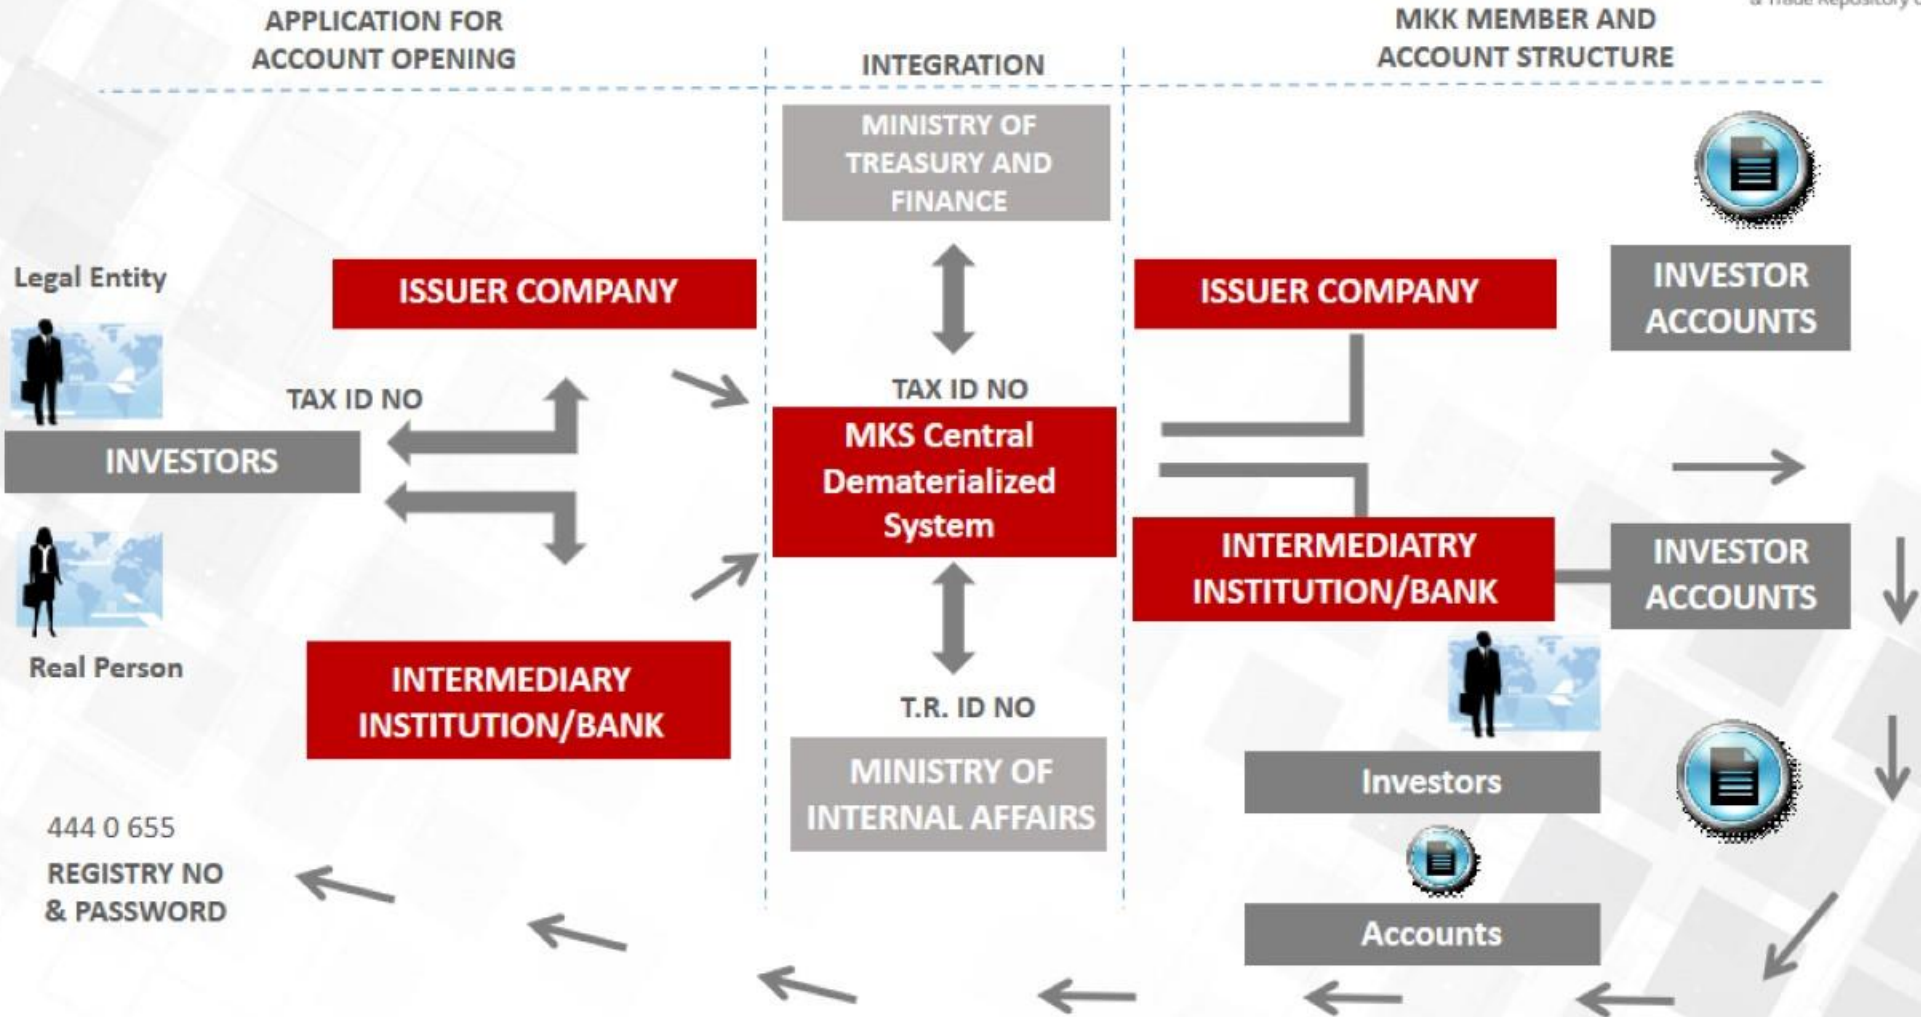 APPLICATION FOR
ACCOUNT OPENING
INTEGRATION
MKK MEMBER AND
ACCOUNT STRUCTURE
& Trade Repository
MINISTRY OF
TREASURY AND
FINANCE
Legal Entity
ISSUER COMPANY
ISSUER COMPANY
INVESTOR
ACCOUNTS
TAX ID NO
TAX ID NO
INVESTORS
MKS Central
Dematerialized
System
INTERMEDIATRY
INSTITUTION/BANK
INVESTOR
ACCOUNTS
Real Person
INTERMEDIARY
INSTITUTION/BANK
T.R. ID NO
MINISTRY OF
INTERNAL AFFAIRS
Investors
444 0 655
REGISTRY NO
& PASSWORD
Accounts